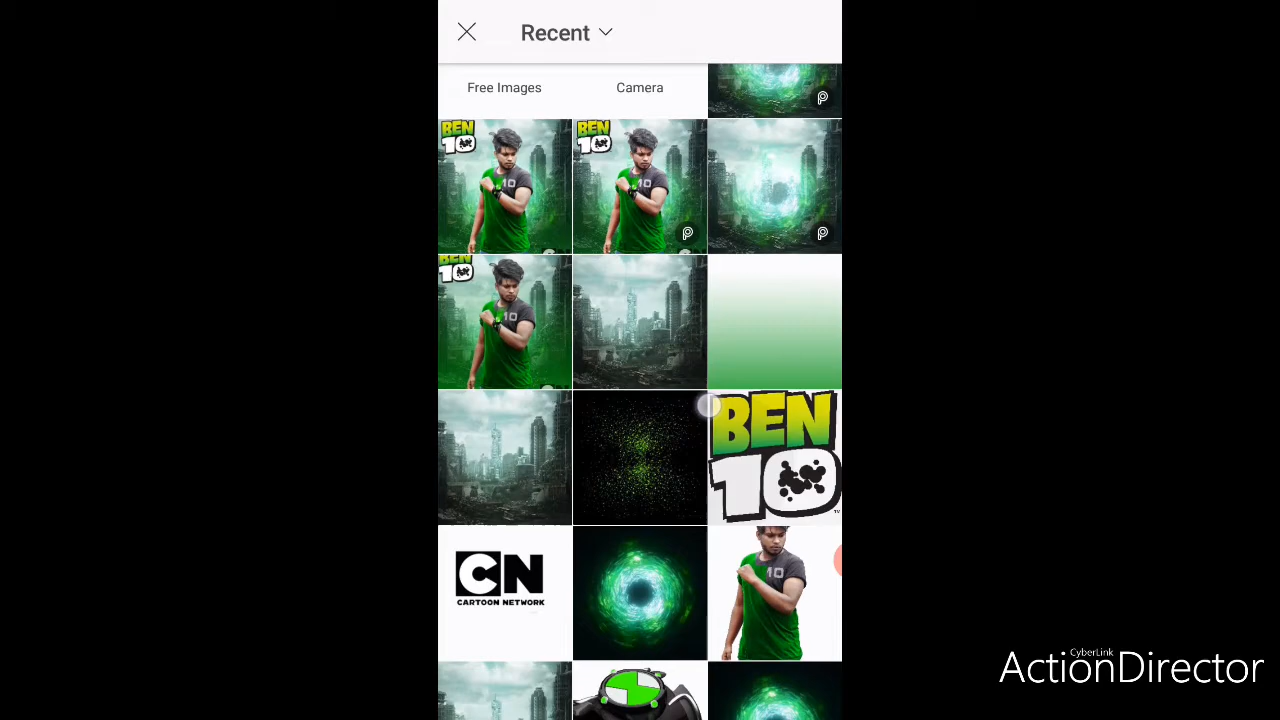 Recent
Free Images
Camera
BEN
10
10
BEN
10
10
BEN
10
10
BEN
10
TM
CN
CARTOON NETWORK
10
CyberLink
ActionDirector